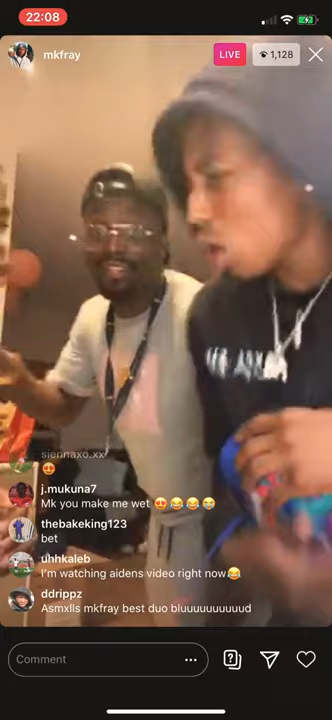 22:08
mkfray
LIVE
1,128
siennaxo.xx
😍
j.mukuna7
Mk you make me wet 😍😂😂😭
thebakeking123
bet
uhhkaleb
I'm watching aidens video right now😂
ddrippz
Asmxlls mkfray best duo bluuuuuuuuuud
Comment